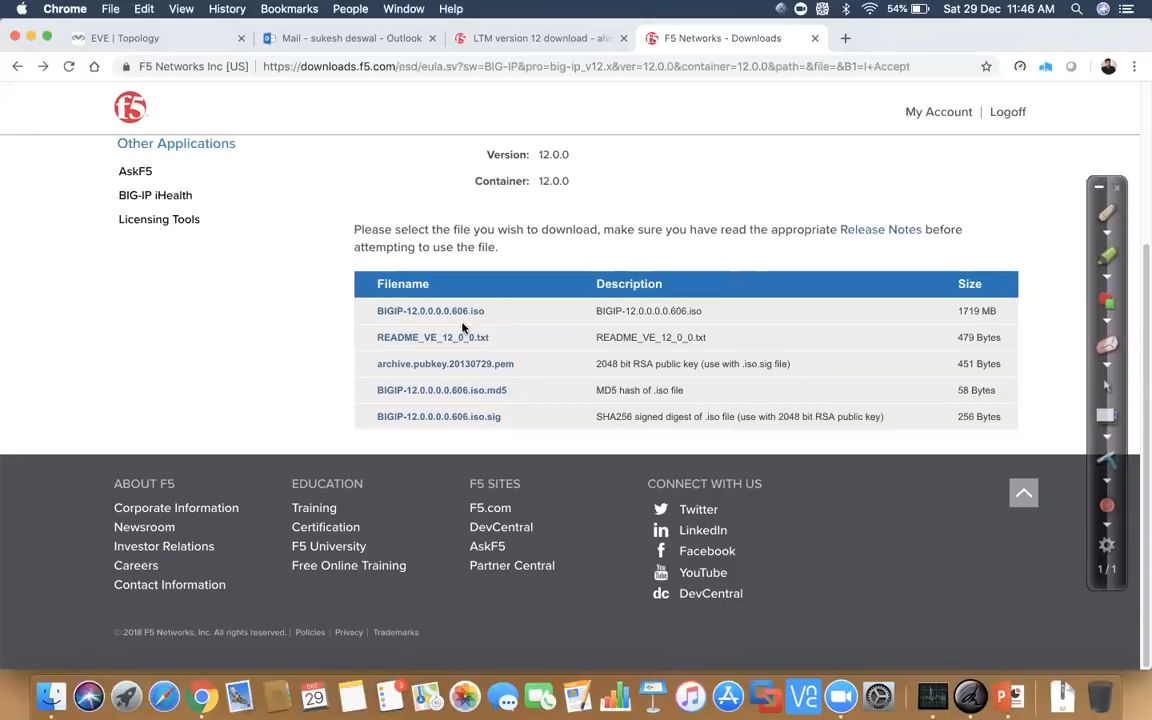 Chrome File Edit View History Bookmarks People Window Help 54% Sat 29 Dec 11:46 AM
EVE | Topology Mail - sukesh deswal - Outlook LTM version 12 download - alw F5 Networks - Downloads
F5 Networks Inc [US] https://downloads.f5.com/esd/eula.sv?sw=BIG-IP&pro=big-ip_v12.x&ver=12.0.0&container=12.0.0&path=&file=&B1=I+Accept
f5
My Account | Logoff
Other Applications
AskF5
BIG-IP iHealth
Licensing Tools
Version: 12.0.0
Container: 12.0.0
Please select the file you wish to download, make sure you have read the appropriate Release Notes before
attempting to use the file.
Filename Description Size
BIGIP-12.0.0.0.0.606.iso BIGIP-12.0.0.0.0.606.iso 1719 MB
README_VE_12_0_0.txt README_VE_12_0_0.txt 479 Bytes
archive.pubkey.20130729.pem 2048 bit RSA public key (use with .iso.sig file) 451 Bytes
BIGIP-12.0.0.0.0.606.iso.md5 MD5 hash of .iso file 58 Bytes
BIGIP-12.0.0.0.0.606.iso.sig SHA256 signed digest of .iso file (use with 2048 bit RSA public key) 256 Bytes
1/1
ABOUT F5
Corporate Information
Newsroom
Investor Relations
Careers
Contact Information
EDUCATION
Training
Certification
F5 University
Free Online Training
F5 SITES
F5.com
DevCentral
AskF5
Partner Central
CONNECT WITH US
Twitter
LinkedIn
Facebook
YouTube
dc DevCentral
© 2018 F5 Networks, Inc. All rights reserved. | Policies | Privacy | Trademarks